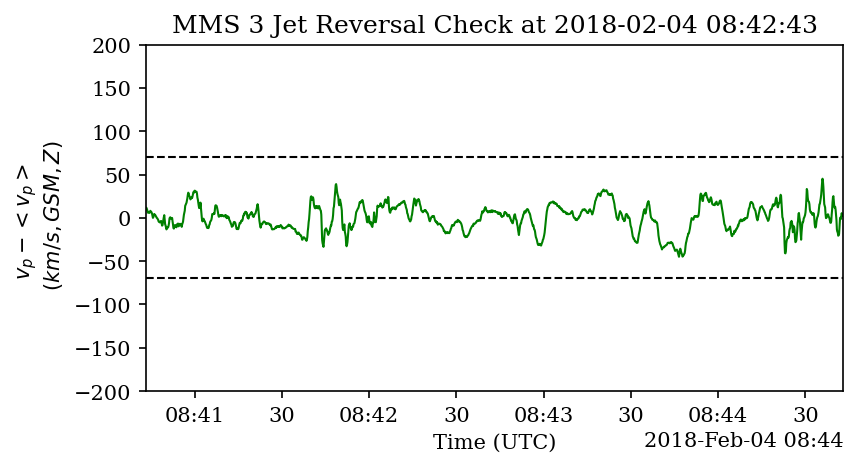 MMS 3 Jet Reversal Check at 2018-02-04 08:42:43
v_p - < v_p >
(km/s, GSM, Z)
200
150
100
50
0
−50
−100
−150
−200
08:41 30 08:42 30 08:43 30 08:44 30
Time (UTC) 2018-Feb-04 08:44